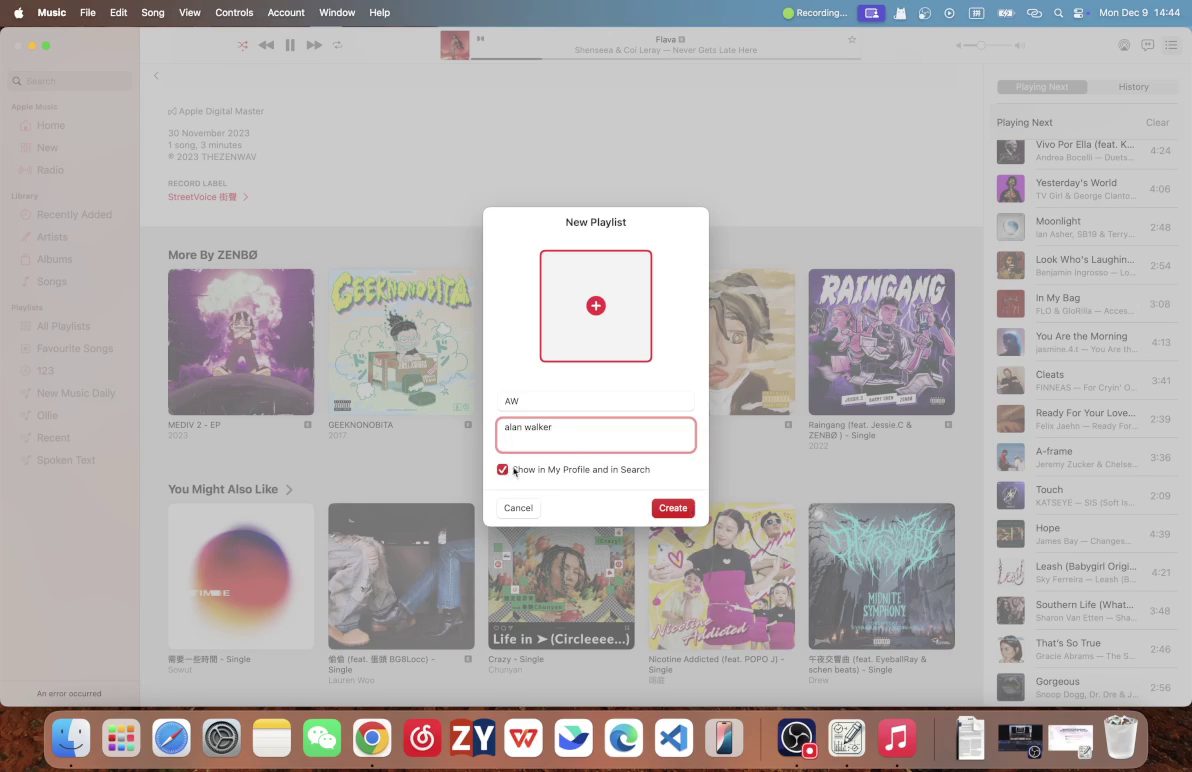 Recording...
Mon 9 Dec 14:44
Flava
Shenseea & Coi Leray — Never Gets Late Here
Search
Apple Music
Home
New
Radio
Library
Recently Added
Artists
Albums
Songs
Playlists
All Playlists
Favourite Songs
123
New Music Daily
Ollie
Recent
Spoken Text
An error occurred
Apple Digital Master
30 November 2023
1 song, 3 minutes
℗ 2023 THEZENWAV
RECORD LABEL
StreetVoice 街聲
More By ZENBØ
GEEKNONOBITA
RAINGANG
MEDIV 2 - EP
2023
GEEKNONOBITA
2017
Raingang (feat. Jessie.C & ZENBØ ) - Single
2022
You Might Also Like
Life in ➤ (Circleeee...)
Nicotine Addicted
MIDNITE
SYMPHONY
需要一些時間 - Single
Sowut
偷偷 (feat. 蛋頭 BG8Locc) - Single
Lauren Woo
Crazy - Single
Chunyan
Nicotine Addicted (feat. POPO J) - Single
午夜交響曲 (feat. EyeballRay & schen beats) - Single
Drew
New Playlist
AW
alan walker
Show in My Profile and in Search
Cancel
Create
Playing Next
History
Playing Next
Clear
Vivo Por Ella (feat. K...
Andrea Bocelli — Duets...
4:24
Yesterday's World
TV Girl & George Clanto...
4:06
Moonlight
Ian Asher, SB19 & Terry...
2:48
Look Who's Laughin...
Benjamin Ingrosso — Lo...
2:54
In My Bag
FLO & GloRilla — Acces...
3:08
You Are the Morning
jasmine.4.t — You Are th...
4:13
Cleats
FINNEAS — For Cryin' O...
3:41
Ready For Your Love...
Felix Jaehn — Ready For...
2:39
A-frame
Jeremy Zucker & Chelse...
3:36
Touch
KATSEYE — SIS (Soft Is...
2:09
Hope
James Bay — Changes...
4:39
Leash (Babygirl Origi...
Sky Ferreira — Leash (B...
4:21
Southern Life (What...
Sharon Van Etten — Sha...
3:48
That's So True
Gracie Abrams — The S...
2:46
Gorgeous
Snoop Dogg, Dr. Dre & J...
2:56
ZY